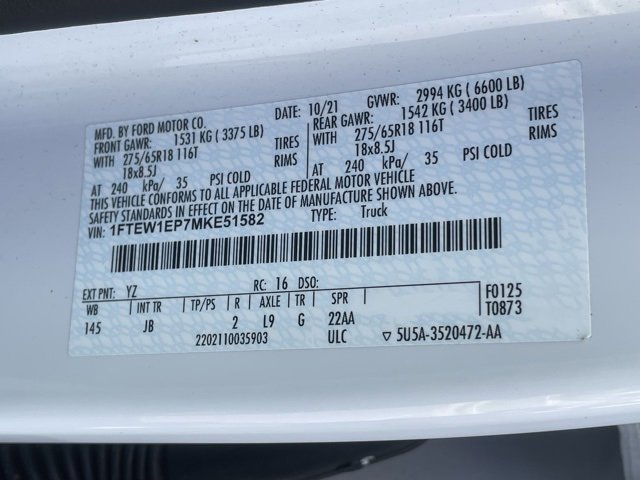 MFD. BY FORD MOTOR CO. DATE: 10/21 GVWR: 2994 KG ( 6600 LB)
FRONT GAWR: 1531 KG ( 3375 LB) REAR GAWR: 1542 KG ( 3400 LB)
WITH 275/65R18 116T TIRES WITH 275/65R18 116T TIRES
18x8.5J RIMS 18x8.5J RIMS
AT 240 kPa/ 35 PSI COLD AT 240 kPa/ 35 PSI COLD
THIS VEHICLE CONFORMS TO ALL APPLICABLE FEDERAL MOTOR VEHICLE
SAFETY STANDARDS IN EFFECT ON THE DATE OF MANUFACTURE SHOWN ABOVE.
VIN: 1FTEW1EP7MKE51582 TYPE: Truck
EXT PNT: YZ RC: 16 DSO: F0125
WB INT TR TP/PS R AXLE TR SPR T0873
145 JB 2 L9 G 22AA
2202110035903 ULC ▽ 5U5A-3520472-AA